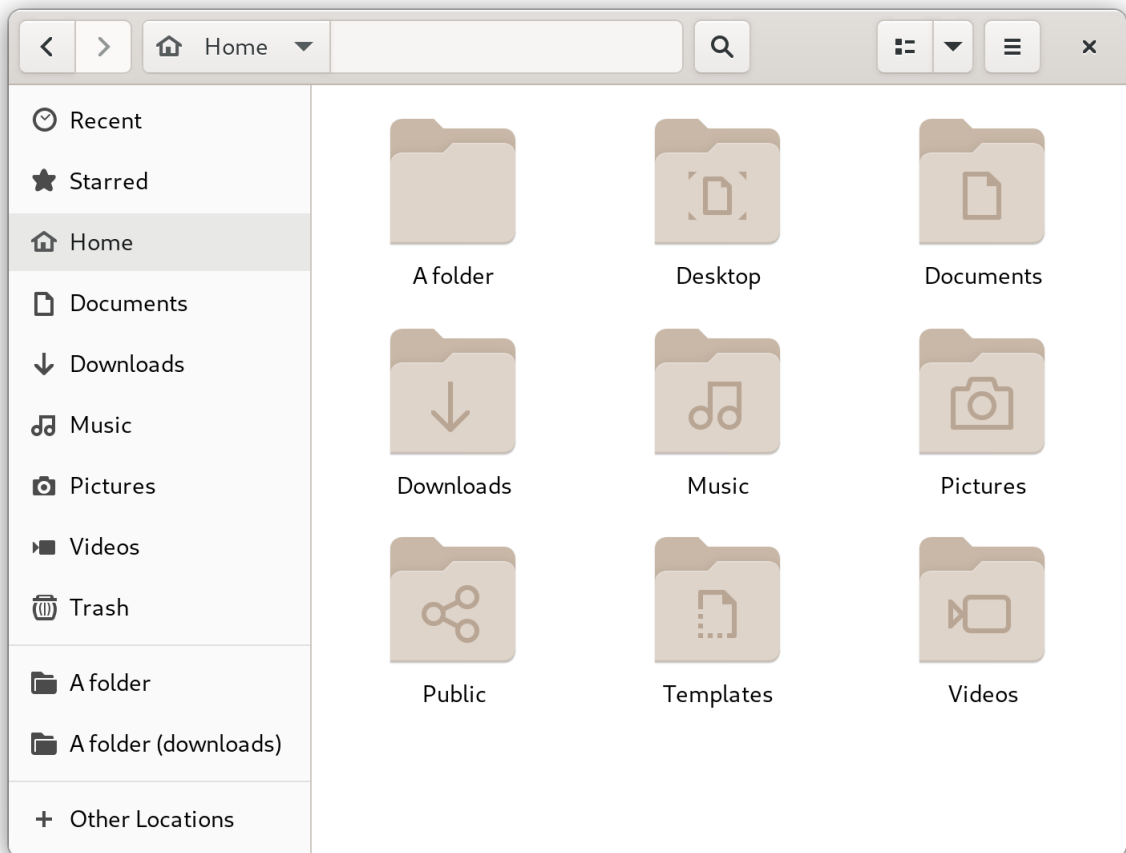 Home
Recent
Starred
Home
Documents
Downloads
Music
Pictures
Videos
Trash
A folder
A folder (downloads)
Other Locations
A folder
Desktop
Documents
Downloads
Music
Pictures
Public
Templates
Videos